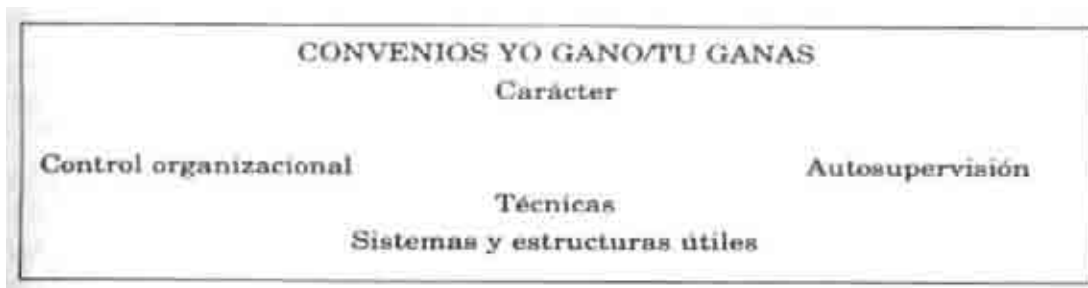 CONVENIOS YO GANO/TU GANAS
Carácter
Control organizacional Autosupervisión
Técnicas
Sistemas y estructuras útiles